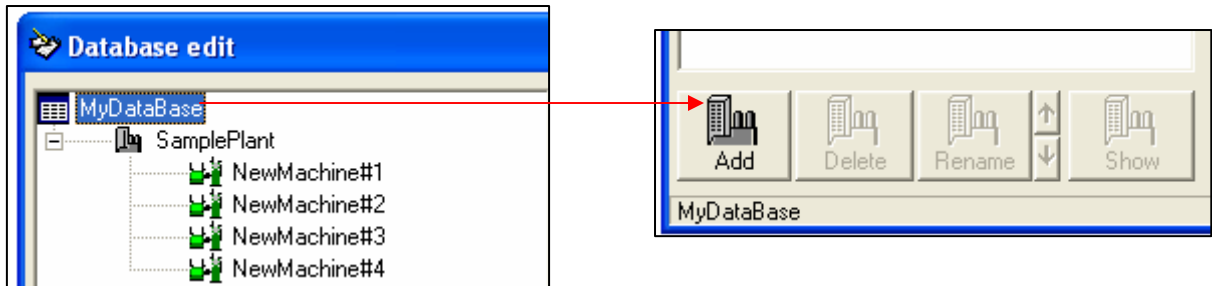 Database edit
MyDataBase
SamplePlant
NewMachine#1
NewMachine#2
NewMachine#3
NewMachine#4
Add Delete Rename Show
MyDataBase